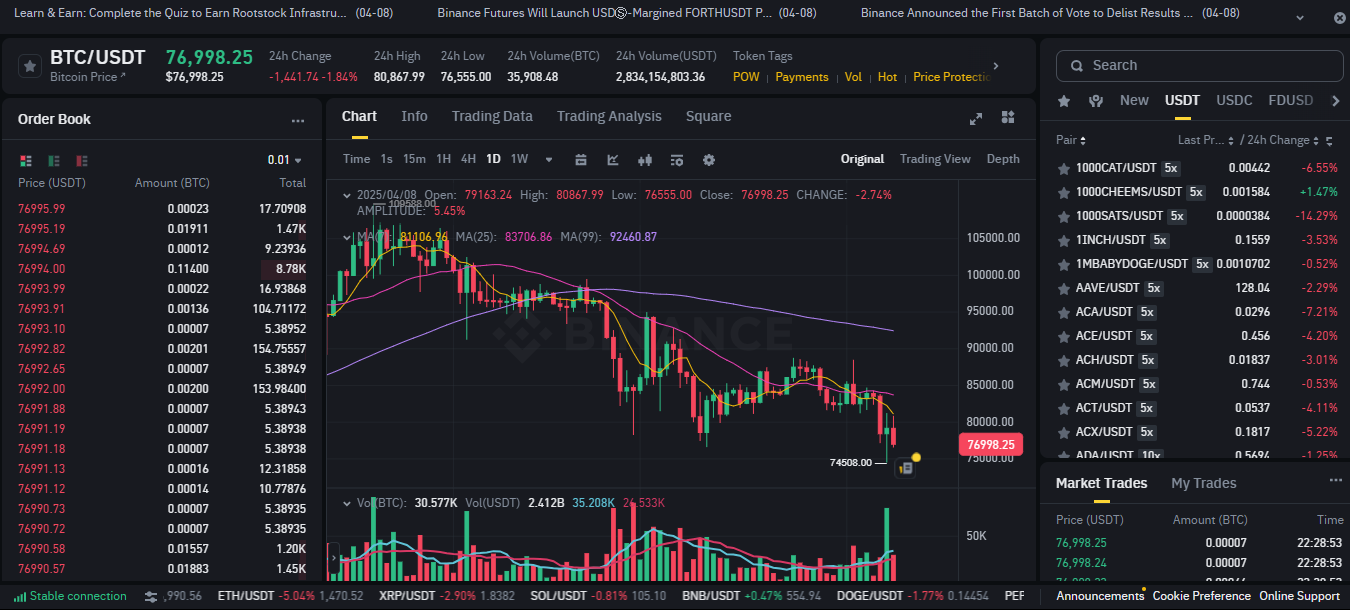 Learn & Earn: Complete the Quiz to Earn Rootstock Infrastru... (04-08)
Binance Futures Will Launch USDⓈ-Margined FORTHUSDT P... (04-08)
Binance Announced the First Batch of Vote to Delist Results ... (04-08)
BTC/USDT
Bitcoin Price
76,998.25
$76,998.25
24h Change
-1,441.74 -1.84%
24h High
80,867.99
24h Low
76,555.00
24h Volume(BTC)
35,908.48
24h Volume(USDT)
2,834,154,803.36
Token Tags
POW | Payments | Vol | Hot | Price Protectio
Order Book
0.01
Price (USDT) Amount (BTC) Total
76995.99 0.00023 17.70908
76995.19 0.01911 1.47K
76994.69 0.00012 9.23936
76994.00 0.11400 8.78K
76993.99 0.00022 16.93868
76993.91 0.00136 104.71172
76993.10 0.00007 5.38952
76992.82 0.00201 154.75557
76992.65 0.00007 5.38949
76992.00 0.00200 153.98400
76991.88 0.00007 5.38943
76991.19 0.00007 5.38938
76991.18 0.00007 5.38938
76991.13 0.00016 12.31858
76991.12 0.00014 10.77876
76990.73 0.00007 5.38935
76990.72 0.00007 5.38935
76990.58 0.01557 1.20K
76990.57 0.01883 1.45K
Chart Info Trading Data Trading Analysis Square
Time 1s 15m 1H 4H 1D 1W
Original Trading View Depth
2025/04/08 Open: 79163.24 High: 80867.99 Low: 76555.00 Close: 76998.25 CHANGE: -2.74%
AMPLITUDE: 5.45%
109588.00
81106.96 MA(25): 83706.86 MA(99): 92460.87
105000.00
100000.00
95000.00
90000.00
85000.00
80000.00
76998.25
75000.00
74508.00
BINANCE
Vol(BTC): 30.577K Vol(USDT) 2.412B 35.208K 26.533K
50K
Search
New USDT USDC FDUSD
Pair Last Pr... / 24h Change
1000CAT/USDT 5x 0.00442 -6.55%
1000CHEEMS/USDT 5x 0.001584 +1.47%
1000SATS/USDT 5x 0.0000384 -14.29%
1INCH/USDT 5x 0.1559 -3.53%
1MBABYDOGE/USDT 5x 0.0010702 -0.52%
AAVE/USDT 5x 128.04 -2.29%
ACA/USDT 5x 0.0296 -7.21%
ACE/USDT 5x 0.456 -4.20%
ACH/USDT 5x 0.01837 -3.01%
ACM/USDT 5x 0.744 -0.53%
ACT/USDT 5x 0.0537 -4.11%
ACX/USDT 5x 0.1817 -5.22%
ADA/USDT 10x 0.5694 -1.25%
Market Trades My Trades
Price (USDT) Amount (BTC) Time
76,998.25 0.00007 22:28:53
76,998.24 0.00007 22:28:53
Stable connection
,990.56 ETH/USDT -5.04% 1,470.52 XRP/USDT -2.90% 1.8382 SOL/USDT -0.81% 105.10 BNB/USDT +0.47% 554.94 DOGE/USDT -1.77% 0.14454 PEF
Announcements Cookie Preference Online Support